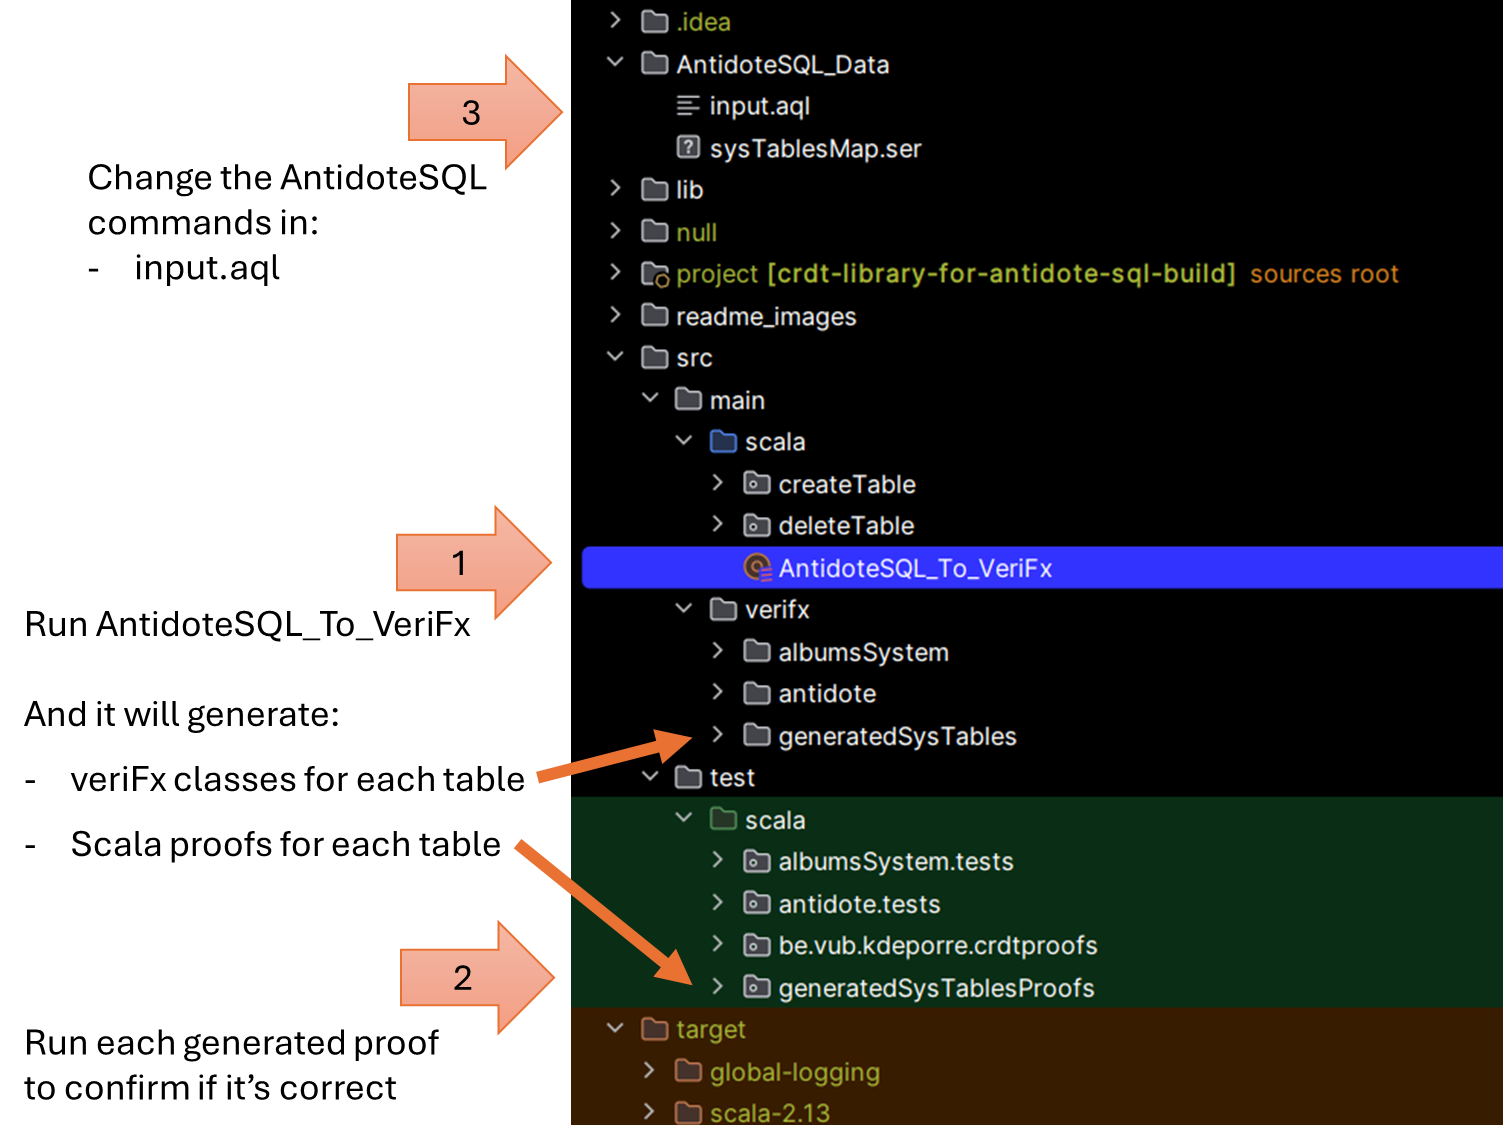 3
Change the AntidoteSQL
commands in:
- input.aql
1
Run AntidoteSQL_To_VeriFx
And it will generate:
- veriFx classes for each table
- Scala proofs for each table
2
Run each generated proof
to confirm if it's correct
.idea
AntidoteSQL_Data
input.aql
sysTablesMap.ser
lib
null
project [crdt-library-for-antidote-sql-build] sources root
readme_images
src
main
scala
createTable
deleteTable
AntidoteSQL_To_VeriFx
verifx
albumsSystem
antidote
generatedSysTables
test
scala
albumsSystem.tests
antidote.tests
be.vub.kdeporre.crdtproofs
generatedSysTablesProofs
target
global-logging
scala-2.13